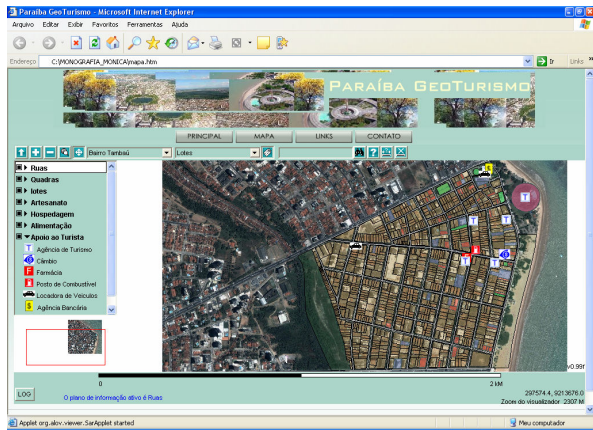 Paraíba GeoTurismo - Microsoft Internet Explorer
Arquivo Editar Exibir Favoritos Ferramentas Ajuda
Endereço C:\MONOGRAFIA_MONICA\mapa.htm Ir Links »
PARAÍBA GEOTURISMO
PRINCIPAL MAPA LINKS CONTATO
Bairro Tambaú Lotes
Ruas
Quadras
lotes
Artesanato
Hospedagem
Alimentação
Apoio ao Turista
T Agência de Turismo
Câmbio
F Farmácia
Posto de Combustível
Locadora de Veículos
$ Agência Bancária
$
T
T
T
T
T
v0.99f
0 2 kM
LOG O plano de informação ativo é Ruas
297574.4, 9213676.0
Zoom do visualizador 2307 M
Applet org.alov.viewer.SarApplet started Meu computador